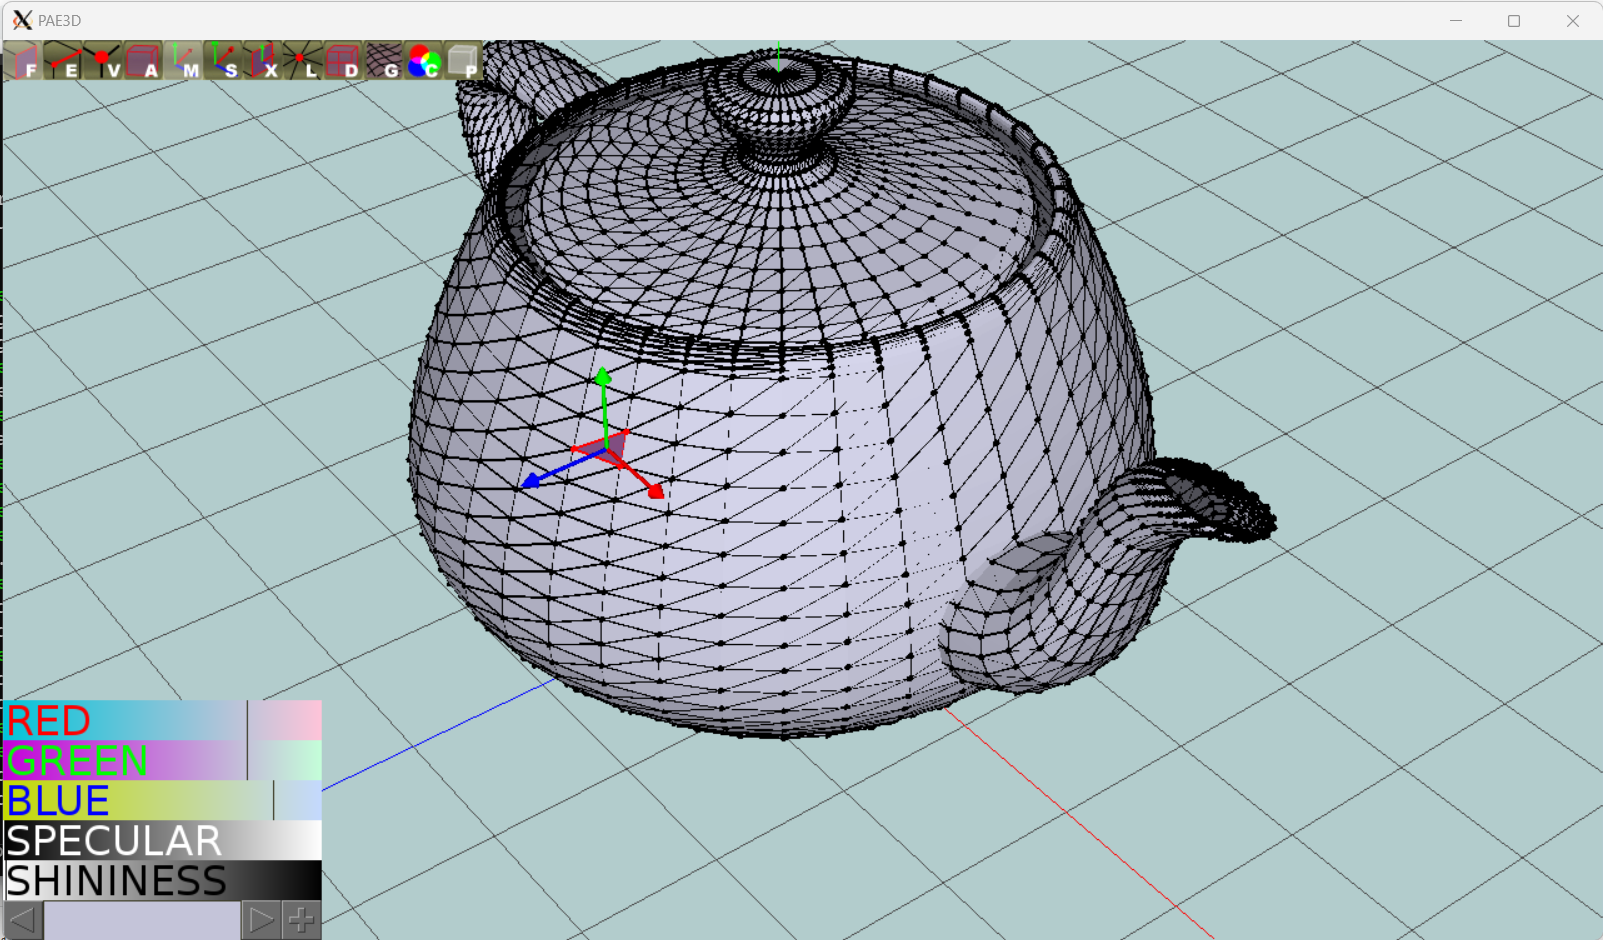 PAE3D
F E V A M S X L D G C P
RED
GREEN
BLUE
SPECULAR
SHININESS